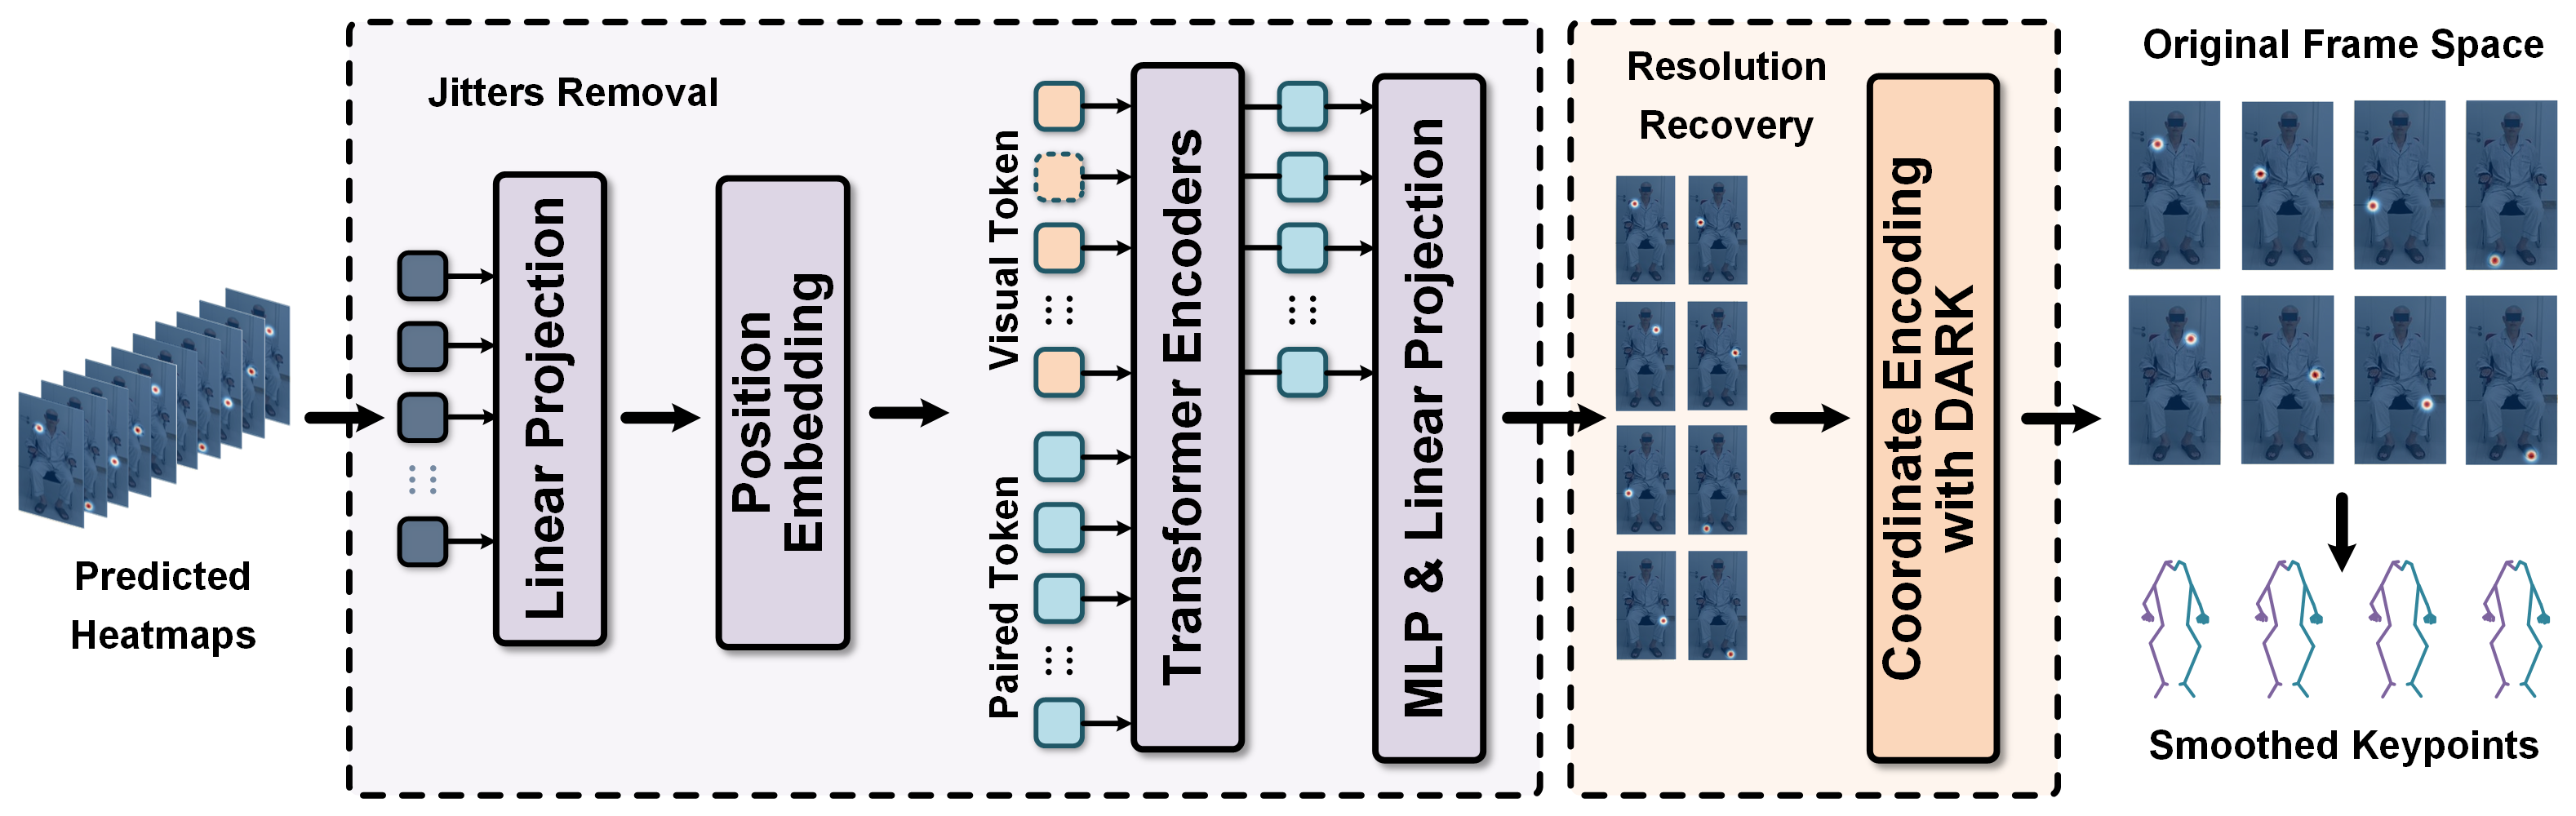 Jitters Removal
Predicted
Heatmaps
Linear Projection
Position
Embedding
Visual Token
Paired Token
Transformer Encoders
MLP & Linear Projection
Resolution
Recovery
Coordinate Encoding
with DARK
Original Frame Space
Smoothed Keypoints